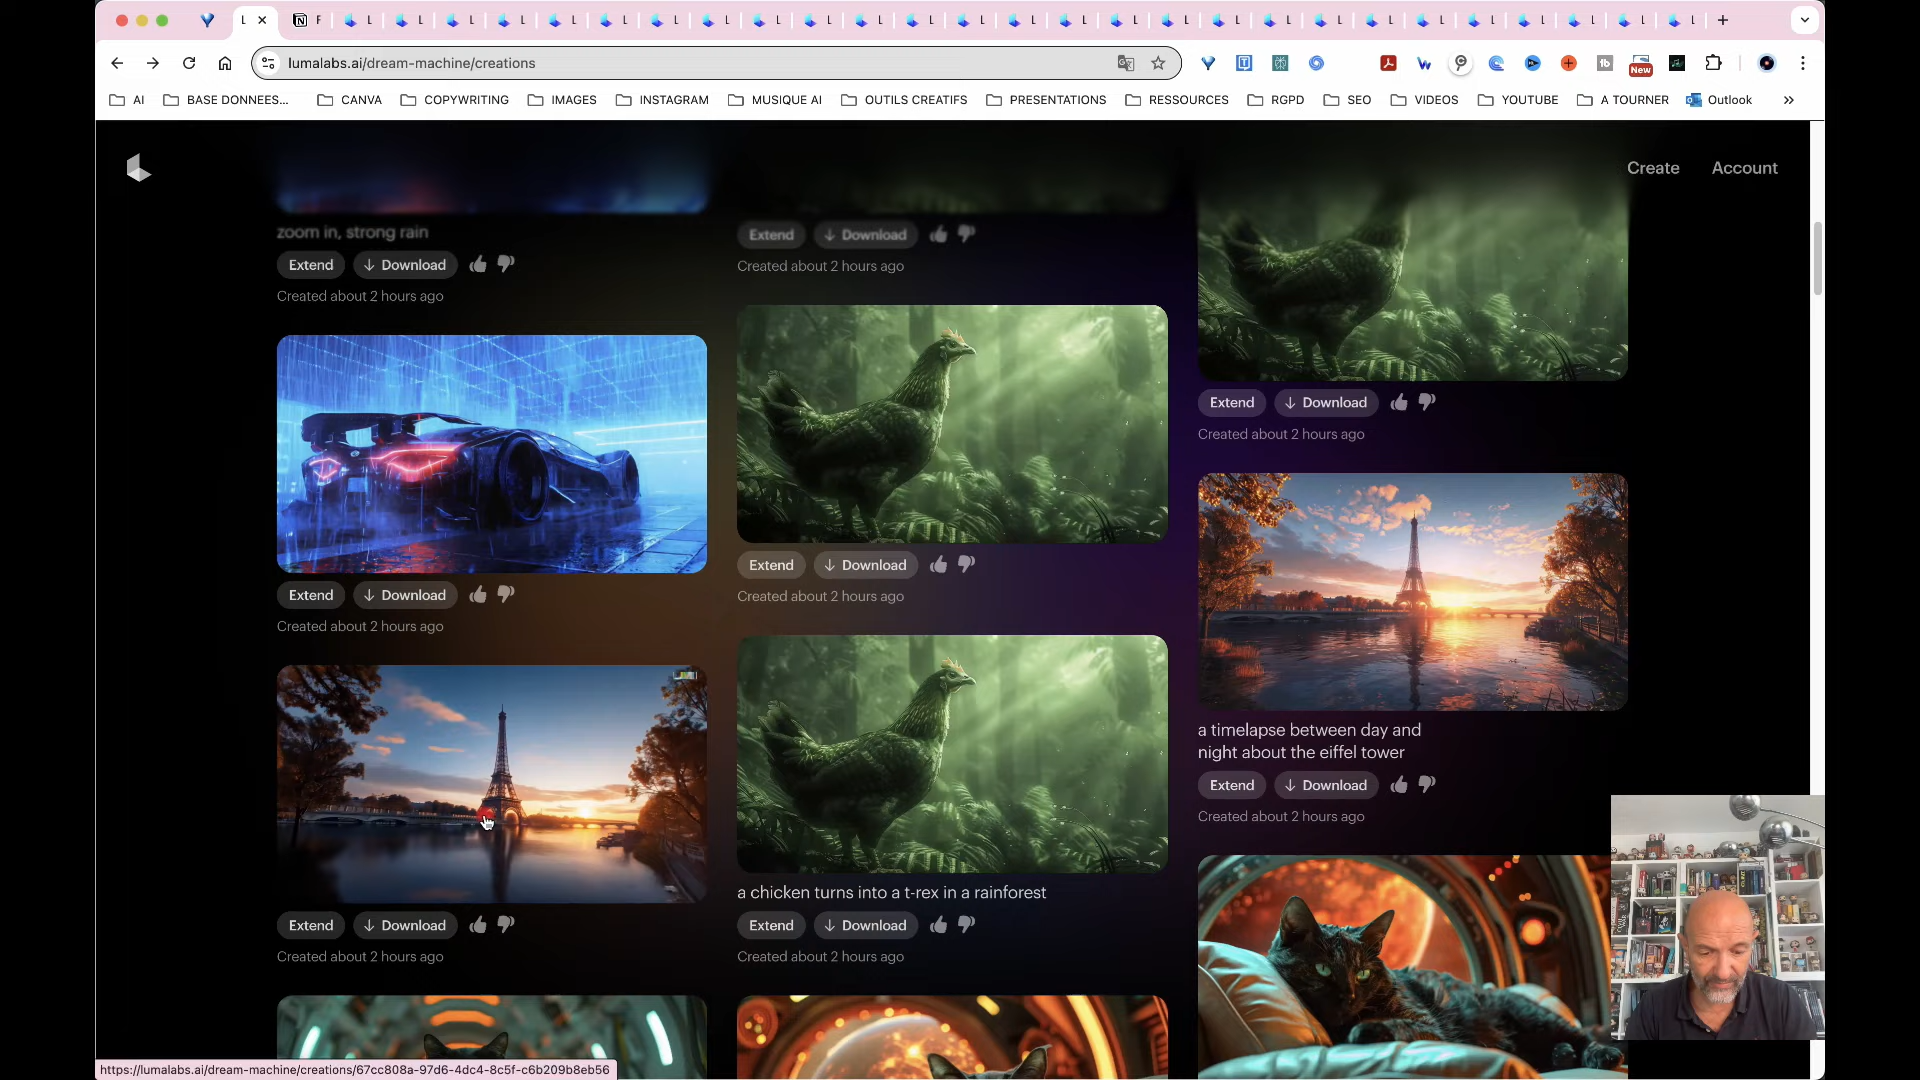 lumalabs.ai/dream-machine/creations
New
AI
BASE DONNEES...
CANVA
COPYWRITING
IMAGES
INSTAGRAM
MUSIQUE AI
OUTILS CREATIFS
PRESENTATIONS
RESSOURCES
RGPD
SEO
VIDEOS
YOUTUBE
A TOURNER
Outlook
Create
Account
zoom in, strong rain
Extend
Download
Created about 2 hours ago
Extend
Download
Created about 2 hours ago
Extend
Download
Created about 2 hours ago
Extend
Download
Created about 2 hours ago
Extend
Download
Created about 2 hours ago
a chicken turns into a t-rex in a rainforest
Extend
Download
Created about 2 hours ago
Extend
Download
Created about 2 hours ago
a timelapse between day and
night about the eiffel tower
Extend
Download
Created about 2 hours ago
https://lumalabs.ai/dream-machine/creations/67cc808a-97d6-4dc4-8c5f-c6b209b8eb56